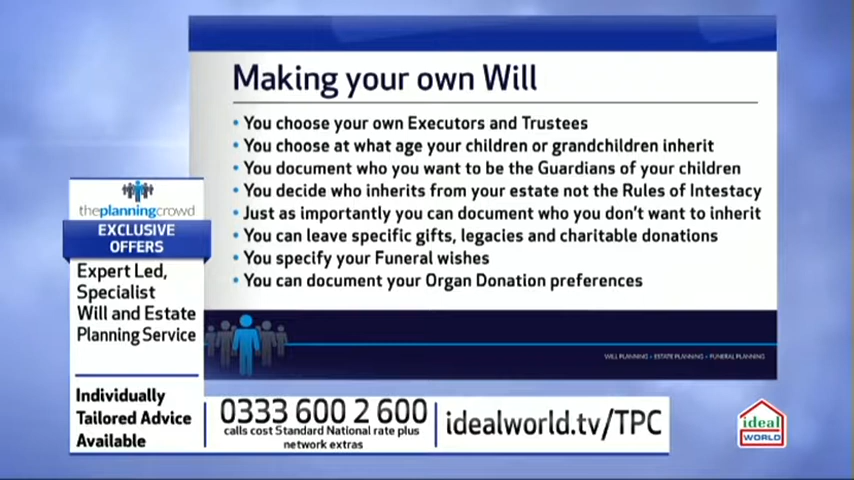 Making your own Will
• You choose your own Executors and Trustees
• You choose at what age your children or grandchildren inherit
• You document who you want to be the Guardians of your children
• You decide who inherits from your estate not the Rules of Intestacy
• Just as importantly you can document who you don't want to inherit
• You can leave specific gifts, legacies and charitable donations
• You specify your Funeral wishes
• You can document your Organ Donation preferences
WILL PLANNING • ESTATE PLANNING • FUNERAL PLANNING
theplanningcrowd
EXCLUSIVE
OFFERS
Expert Led,
Specialist
Will and Estate
Planning Service
Individually
Tailored Advice
Available
0333 600 2 600
calls cost Standard National rate plus
network extras
idealworld.tv/TPC
ideal
WORLD